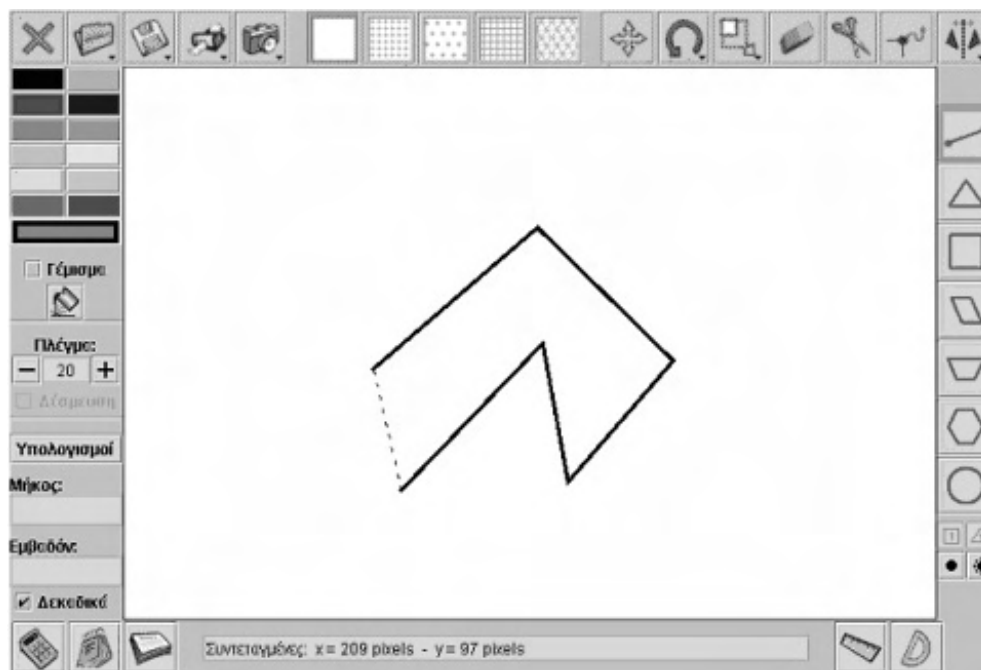 Γέμισμα
Πλέγμα:
20
Δέσμευση
Υπολογισμοί
Μήκος:
Εμβαδόν:
Δεκαδικά
Συντεταγμένες: x = 209 pixels - y = 97 pixels